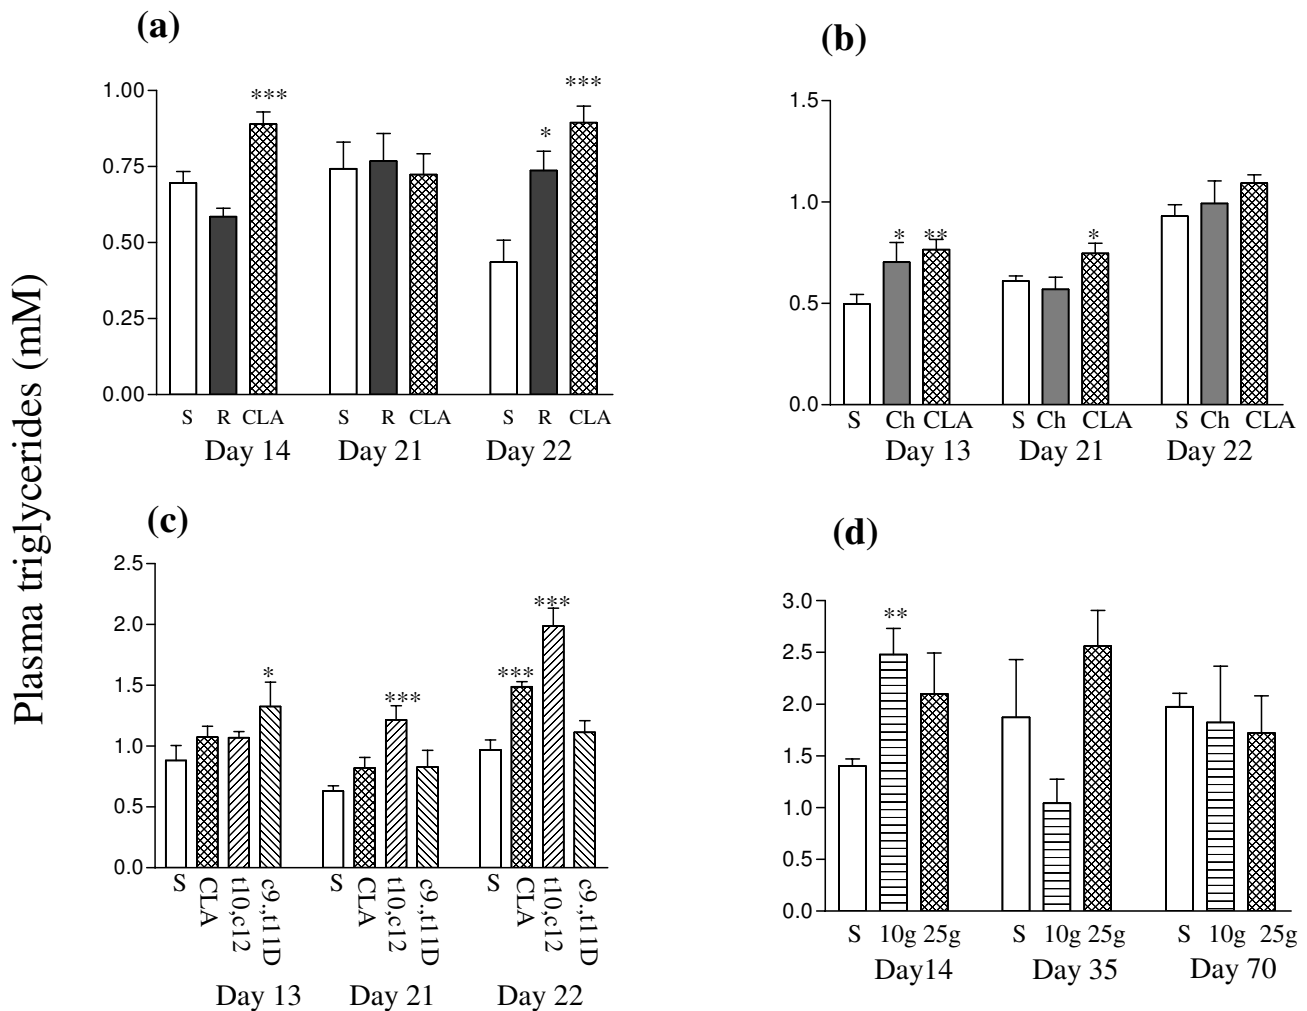 Plasma triglycerides (mM)
(a)
1.00
0.75
0.50
0.25
0.00
***
***
*
S R CLA S R CLA S R CLA
Day 14 Day 21 Day 22
(b)
1.5
1.0
0.5
0.0
* ** *
S Ch CLA S Ch CLA S Ch CLA
Day 13 Day 21 Day 22
(c)
2.5
2.0
1.5
1.0
0.5
0.0
***
* *** ***
S CLA t10,c12 c9.,t11D S CLA t10,c12 c9.,t11D S CLA t10,c12 c9.,t11D
Day 13 Day 21 Day 22
(d)
3.0
2.5
2.0
1.5
1.0
0.5
0.0
**
S 10g 25g S 10g 25g S 10g 25g
Day14 Day 35 Day 70